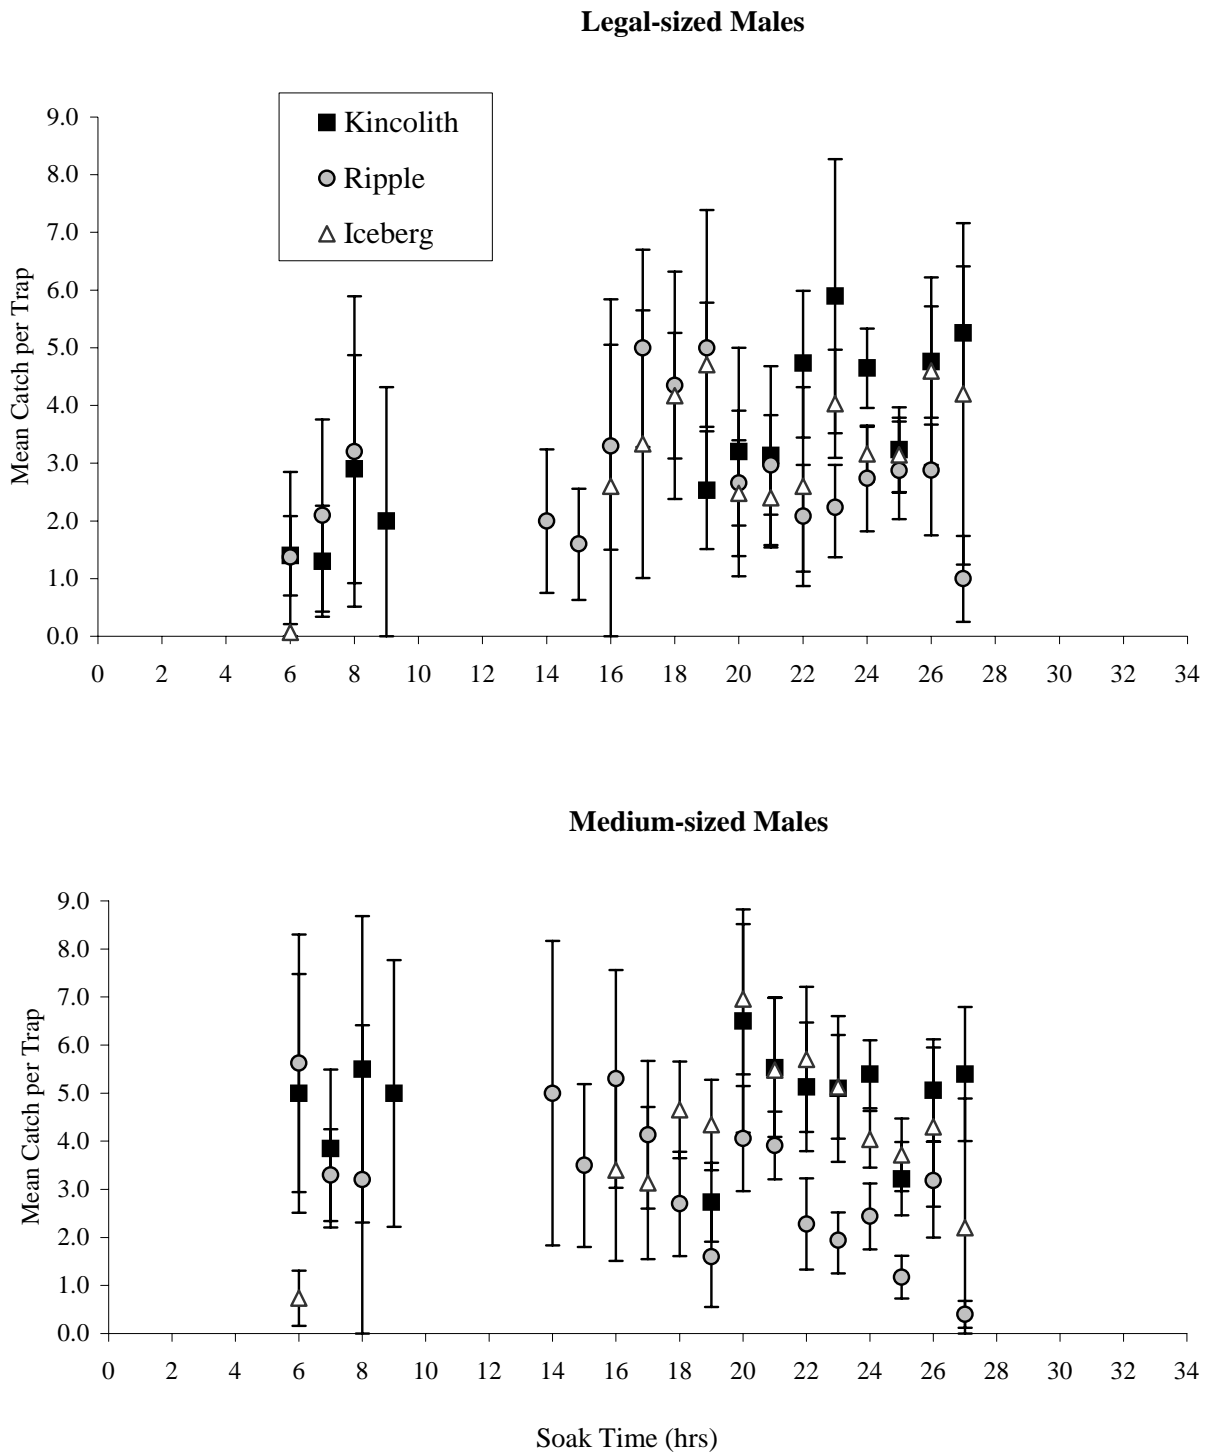 Legal-sized Males
Kincolith
Ripple
Iceberg
Mean Catch per Trap
9.0
8.0
7.0
6.0
5.0
4.0
3.0
2.0
1.0
0.0
0 2 4 6 8 10 12 14 16 18 20 22 24 26 28 30 32 34
Medium-sized Males
Mean Catch per Trap
9.0
8.0
7.0
6.0
5.0
4.0
3.0
2.0
1.0
0.0
0 2 4 6 8 10 12 14 16 18 20 22 24 26 28 30 32 34
Soak Time (hrs)